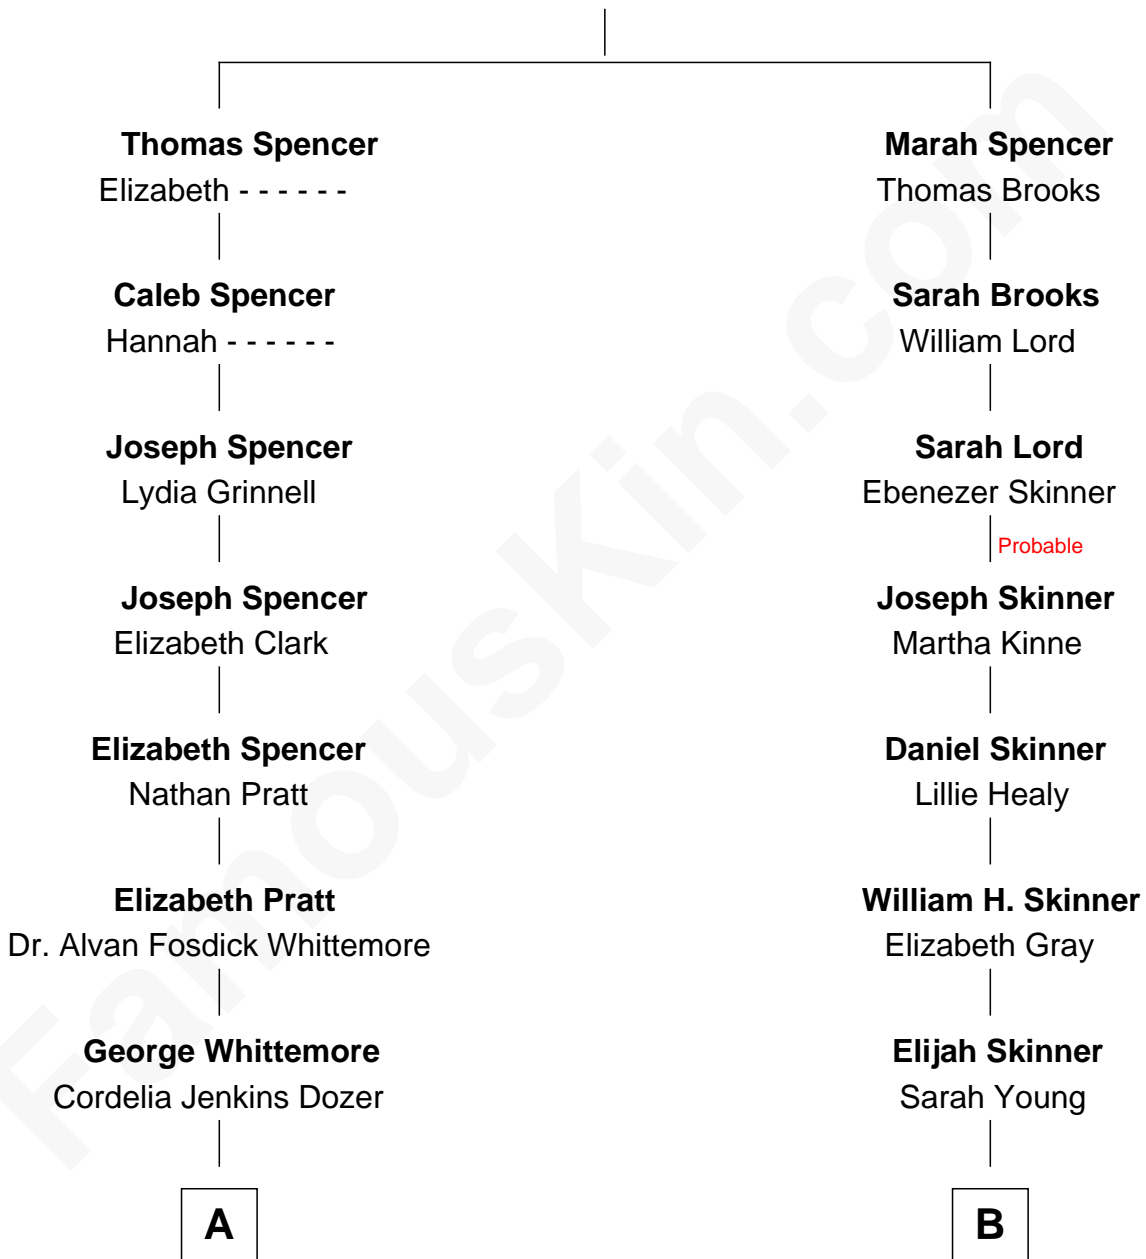 Thomas Spencer
Elizabeth - - - - - -
Caleb Spencer
Hannah - - - - - -
Joseph Spencer
Lydia Grinnell
Joseph Spencer
Elizabeth Clark
Elizabeth Spencer
Nathan Pratt
Elizabeth Pratt
Dr. Alvan Fosdick Whittemore
George Whittemore
Cordelia Jenkins Dozer
A
Marah Spencer
Thomas Brooks
Sarah Brooks
William Lord
Sarah Lord
Ebenezer Skinner
Probable
Joseph Skinner
Martha Kinne
Daniel Skinner
Lillie Healy
William H. Skinner
Elizabeth Gray
Elijah Skinner
Sarah Young
B
FamousKin.com